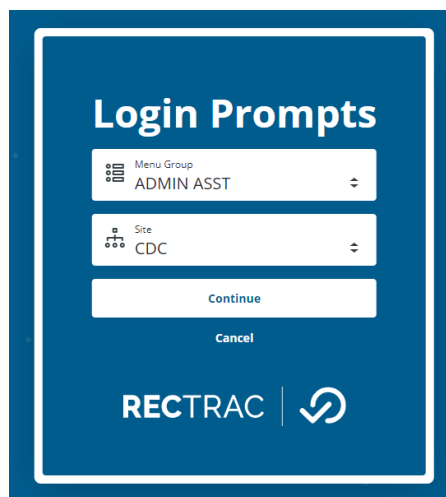 Login Prompts
Menu Group
ADMIN ASST
Site
CDC
Continue
Cancel
RECTRAC